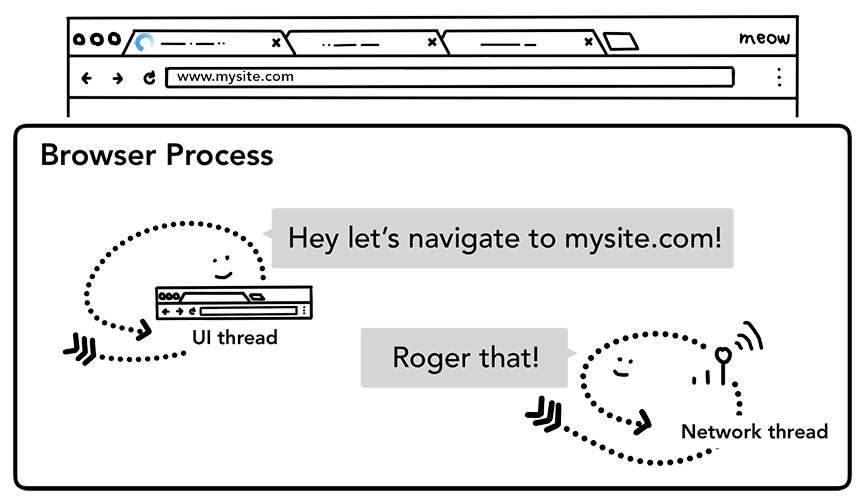 meow
www.mysite.com
Browser Process
Hey let's navigate to mysite.com!
UI thread
Roger that!
Network thread